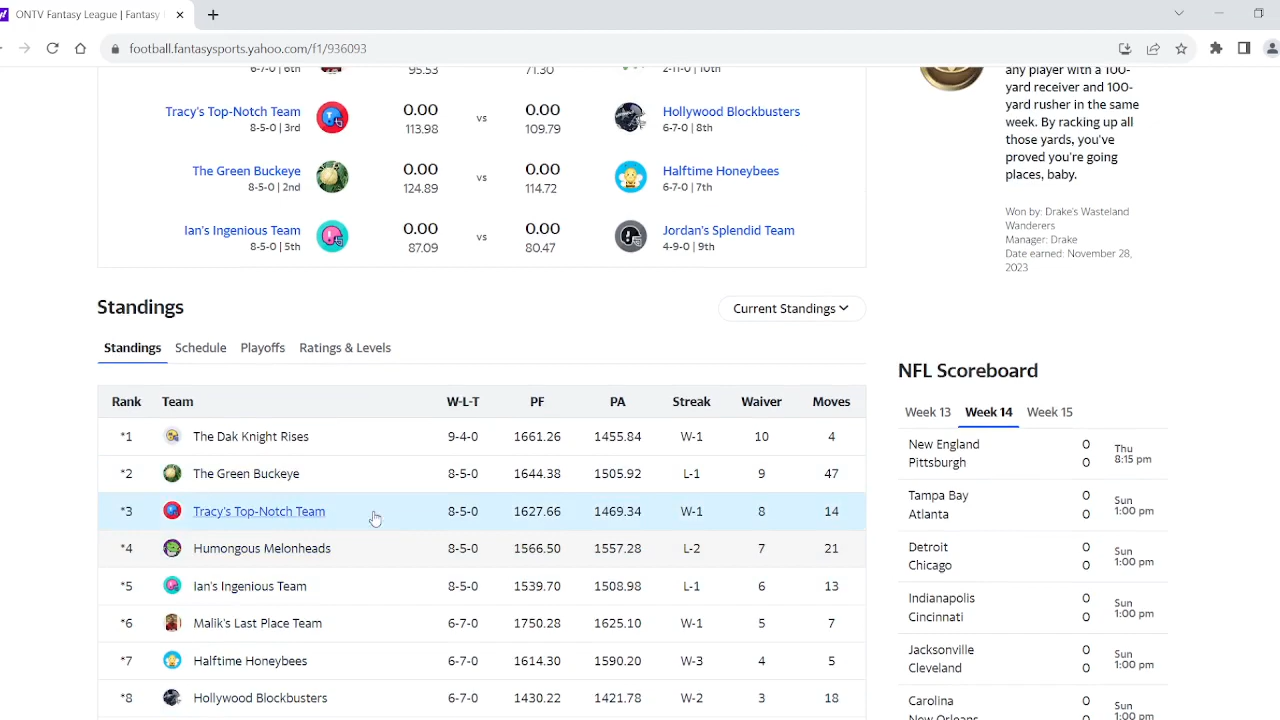 ONTV Fantasy League | Fantasy
football.fantasysports.yahoo.com/f1/936093
6-7-0 | 6th 95.53 71.30 2-11-0 | 10th
Tracy's Top-Notch Team 0.00 vs 0.00 Hollywood Blockbusters
8-5-0 | 3rd 113.98 109.79 6-7-0 | 8th
The Green Buckeye 0.00 vs 0.00 Halftime Honeybees
8-5-0 | 2nd 124.89 114.72 6-7-0 | 7th
Ian's Ingenious Team 0.00 vs 0.00 Jordan's Splendid Team
8-5-0 | 5th 87.09 80.47 4-9-0 | 9th
any player with a 100-
yard receiver and 100-
yard rusher in the same
week. By racking up all
those yards, you've
proved you're going
places, baby.
Won by: Drake's Wasteland
Wanderers
Manager: Drake
Date earned: November 28,
2023
Standings
Current Standings
Standings Schedule Playoffs Ratings & Levels
Rank Team W-L-T PF PA Streak Waiver Moves
*1 The Dak Knight Rises 9-4-0 1661.26 1455.84 W-1 10 4
*2 The Green Buckeye 8-5-0 1644.38 1505.92 L-1 9 47
*3 Tracy's Top-Notch Team 8-5-0 1627.66 1469.34 W-1 8 14
*4 Humongous Melonheads 8-5-0 1566.50 1557.28 L-2 7 21
*5 Ian's Ingenious Team 8-5-0 1539.70 1508.98 L-1 6 13
*6 Malik's Last Place Team 6-7-0 1750.28 1625.10 W-1 5 7
*7 Halftime Honeybees 6-7-0 1614.30 1590.20 W-3 4 5
*8 Hollywood Blockbusters 6-7-0 1430.22 1421.78 W-2 3 18
NFL Scoreboard
Week 13 Week 14 Week 15
New England 0 Thu
Pittsburgh 0 8:15 pm
Tampa Bay 0 Sun
Atlanta 0 1:00 pm
Detroit 0 Sun
Chicago 0 1:00 pm
Indianapolis 0 Sun
Cincinnati 0 1:00 pm
Jacksonville 0 Sun
Cleveland 0 1:00 pm
Carolina 0 Sun
New Orleans 0 1:00 pm